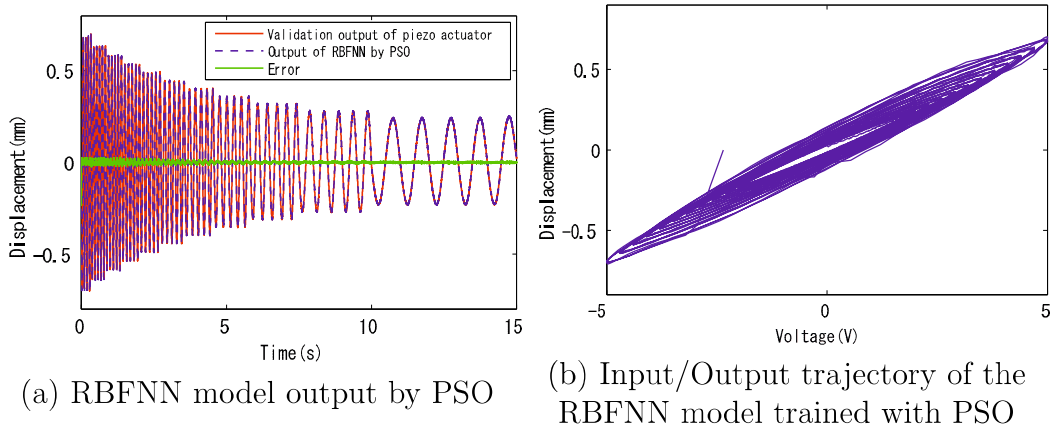 Validation output of piezo actuator
Output of RBFNN by PSO
Error
0.5
0
-0.5
Displacement(mm)
0
5
10
15
Time(s)
(a) RBFNN model output by PSO
0.5
0
-0.5
Displacement(mm)
-5
0
5
Voltage(V)
(b) Input/Output trajectory of the
RBFNN model trained with PSO